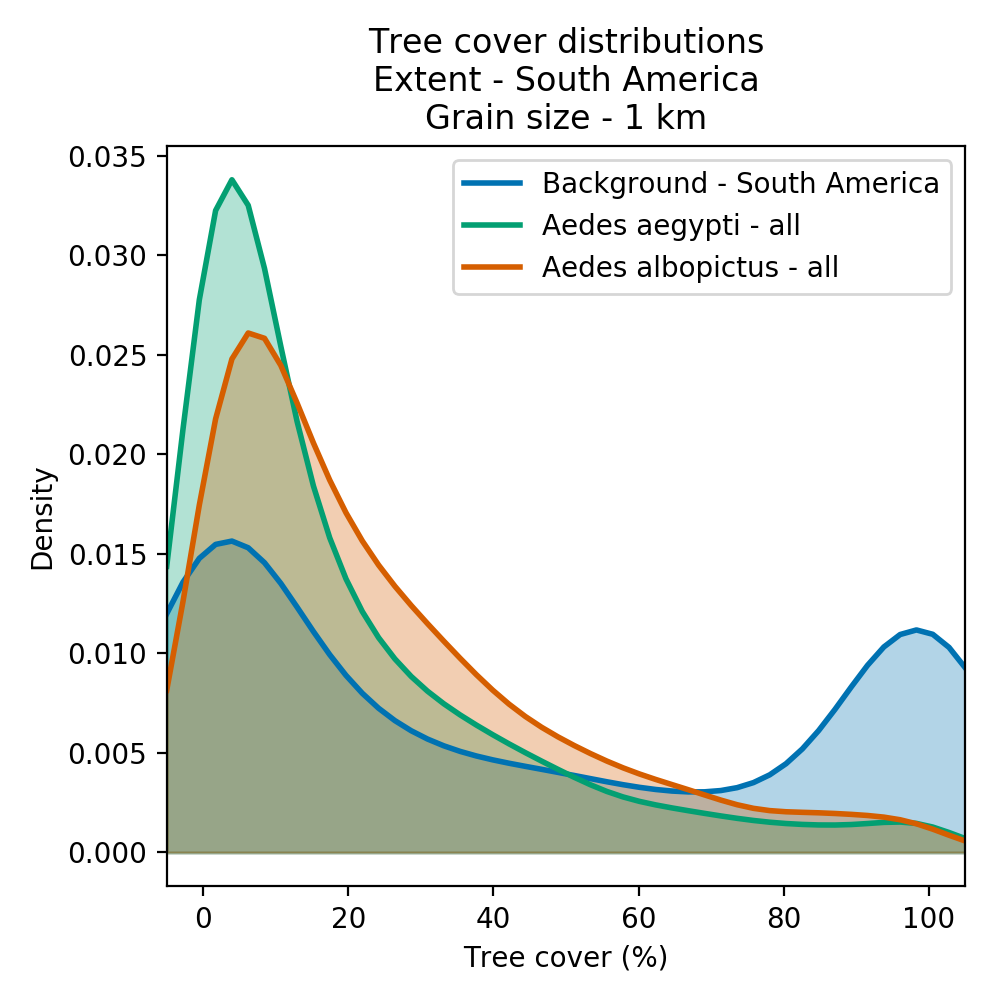 Tree cover distributions
Extent - South America
Grain size - 1 km
Background - South America
Aedes aegypti - all
Aedes albopictus - all
0.035
0.030
0.025
0.020
0.015
0.010
0.005
0.000
Density
0 20 40 60 80 100
Tree cover (%)